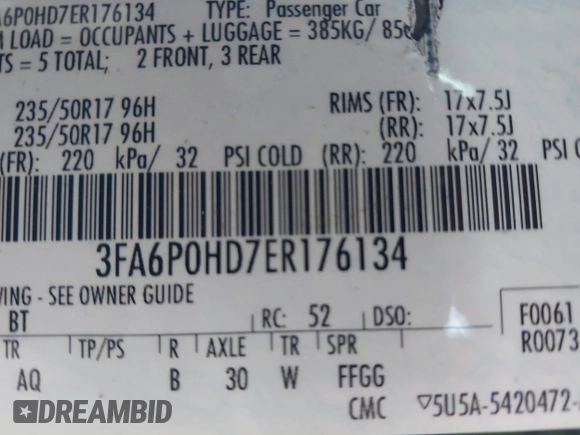 A6P0HD7ER176134 TYPE: Passenger Car
LOAD = OCCUPANTS + LUGGAGE = 385KG/
TS = 5 TOTAL; 2 FRONT, 3 REAR
235/50R17 96H RIMS (FR): 17x7.5J
235/50R17 96H (RR): 17x7.5J
(FR): 220 kPa/ 32 PSI COLD (RR): 220 kPa/ 32 PSI
3FA6P0HD7ER176134
ING - SEE OWNER GUIDE
BT RC: 52 DSO: F0061
TR TP/PS R AXLE TR SPR R0073
AQ B 30 W FFGG
CMC ▽5U5A-5420472-
DREAMBID